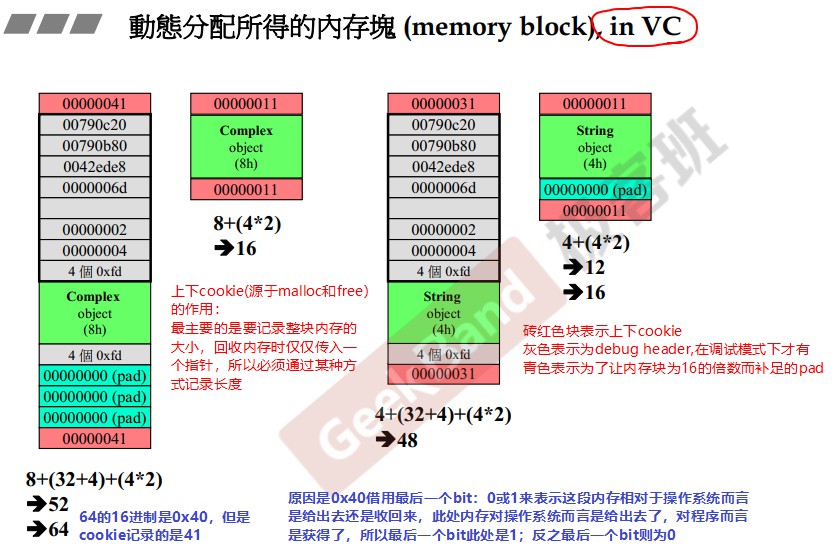 動態分配所得的內存塊 (memory block), in VC
00000041
00790c20
00790b80
0042ede8
0000006d
00000002
00000004
4 個 0xfd
Complex
object
(8h)
4 個 0xfd
00000000 (pad)
00000000 (pad)
00000000 (pad)
00000041
8+(32+4)+(4*2)
➔52
➔64
64的16进制是0x40，但是
cookie记录的是41
00000011
Complex
object
(8h)
00000011
8+(4*2)
➔16
上下cookie(源于malloc和free)
的作用：
最主要的是要记录整块内存的
大小，回收内存时仅仅传入一
个指针，所以必须通过某种方
式记录长度
00000031
00790c20
00790b80
0042ede8
0000006d
00000002
00000004
4 個 0xfd
String
object
(4h)
4 個 0xfd
00000031
4+(32+4)+(4*2)
➔48
00000011
String
object
(4h)
00000000 (pad)
00000011
4+(4*2)
➔12
➔16
砖红色块表示上下cookie
灰色表示为debug header,在调试模式下才有
青色表示为了让内存块为16的倍数而补足的pad
原因是0x40借用最后一个bit：0或1来表示这段内存相对于操作系统而言
是给出去还是收回来，此处内存对操作系统而言是给出去了，对程序而言
是获得了，所以最后一个bit此处是1；反之最后一个bit则为0
GeekBand 极客班